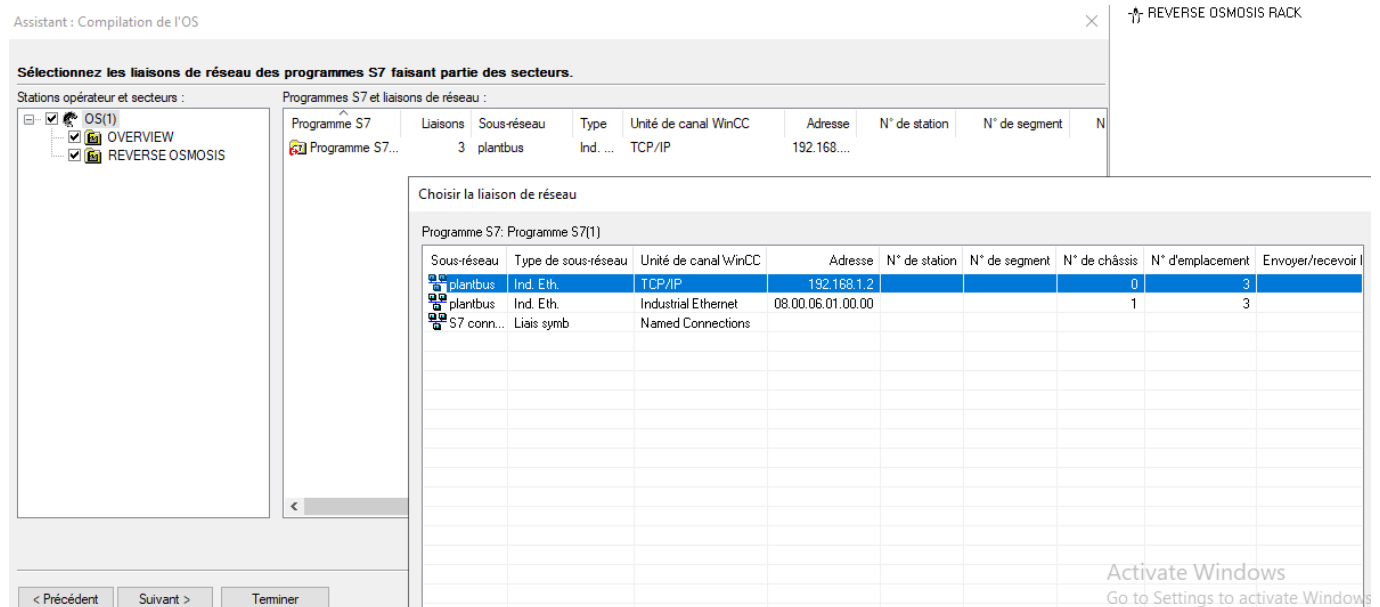 Assistant : Compilation de l'OS
REVERSE OSMOSIS RACK
Sélectionnez les liaisons de réseau des programmes S7 faisant partie des secteurs.
Stations opérateur et secteurs :
Programmes S7 et liaisons de réseau :
OS(1)
OVERVIEW
REVERSE OSMOSIS
Programme S7 Liaisons Sous-réseau Type Unité de canal WinCC Adresse N° de station N° de segment N
Programme S7... 3 plantbus Ind. ... TCP/IP 192.168....
Choisir la liaison de réseau
Programme S7: Programme S7(1)
Sous-réseau Type de sous-réseau Unité de canal WinCC Adresse N° de station N° de segment N° de châssis N° d'emplacement Envoyer/recevoir l
plantbus Ind. Eth. TCP/IP 192.168.1.2 0 3
plantbus Ind. Eth. Industrial Ethernet 08.00.06.01.00.00 1 3
S7 conn... Liais symb Named Connections
< Précédent Suivant > Terminer
Activate Windows
Go to Settings to activate Windows